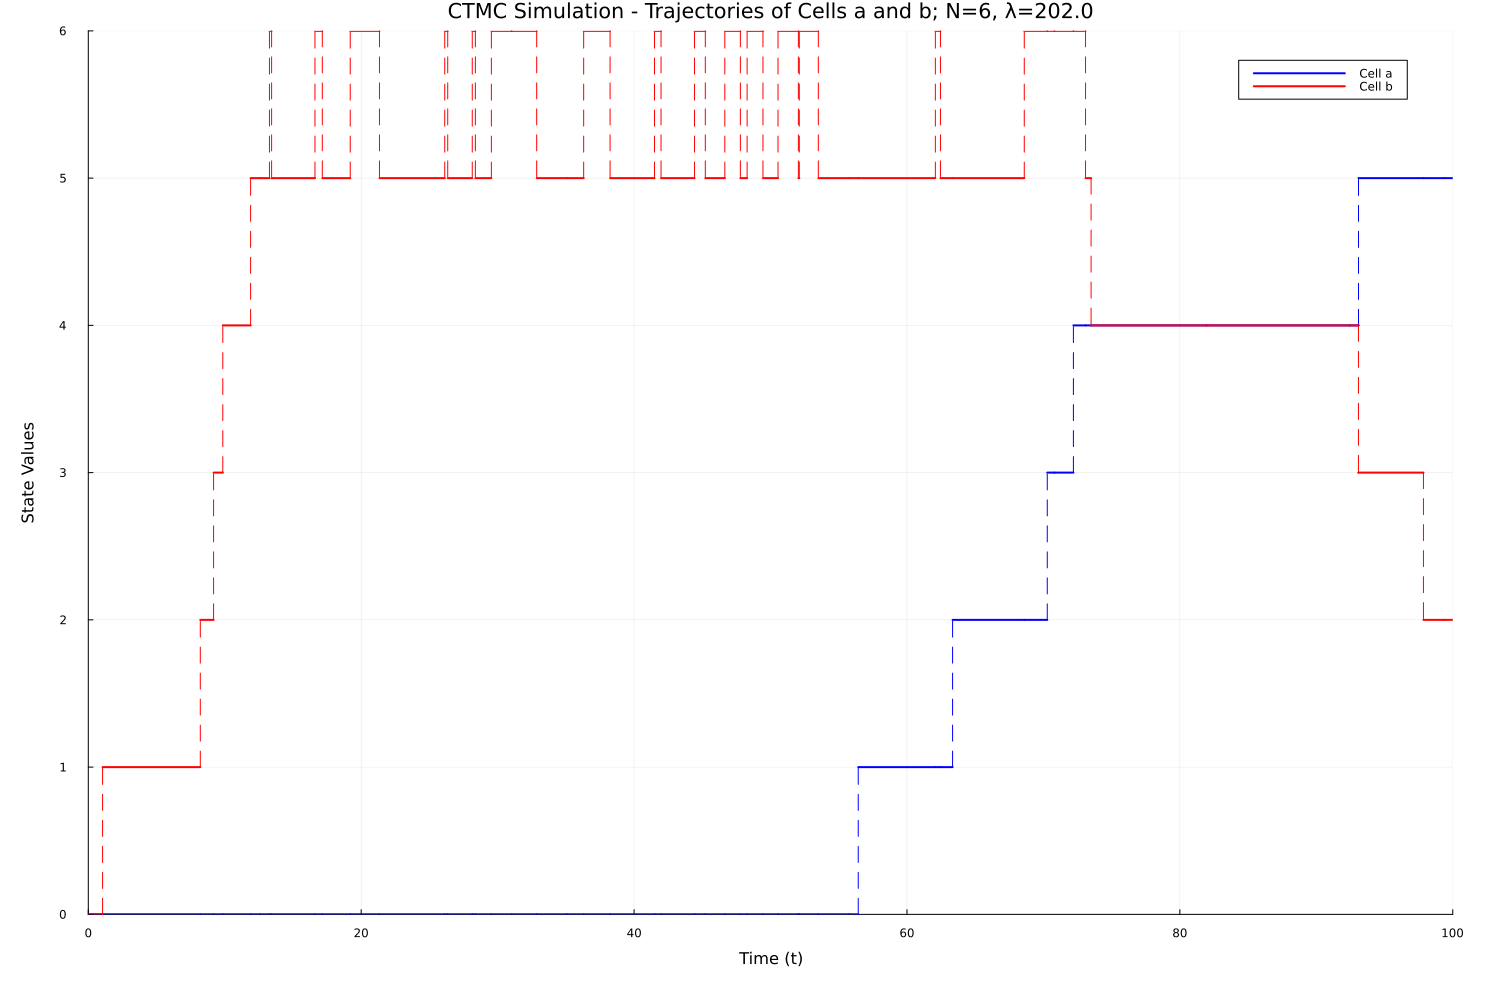 CTMC Simulation - Trajectories of Cells a and b; N=6, λ=202.0
6
5
4
3
2
1
0
State Values
Cell a
Cell b
0 20 40 60 80 100
Time (t)